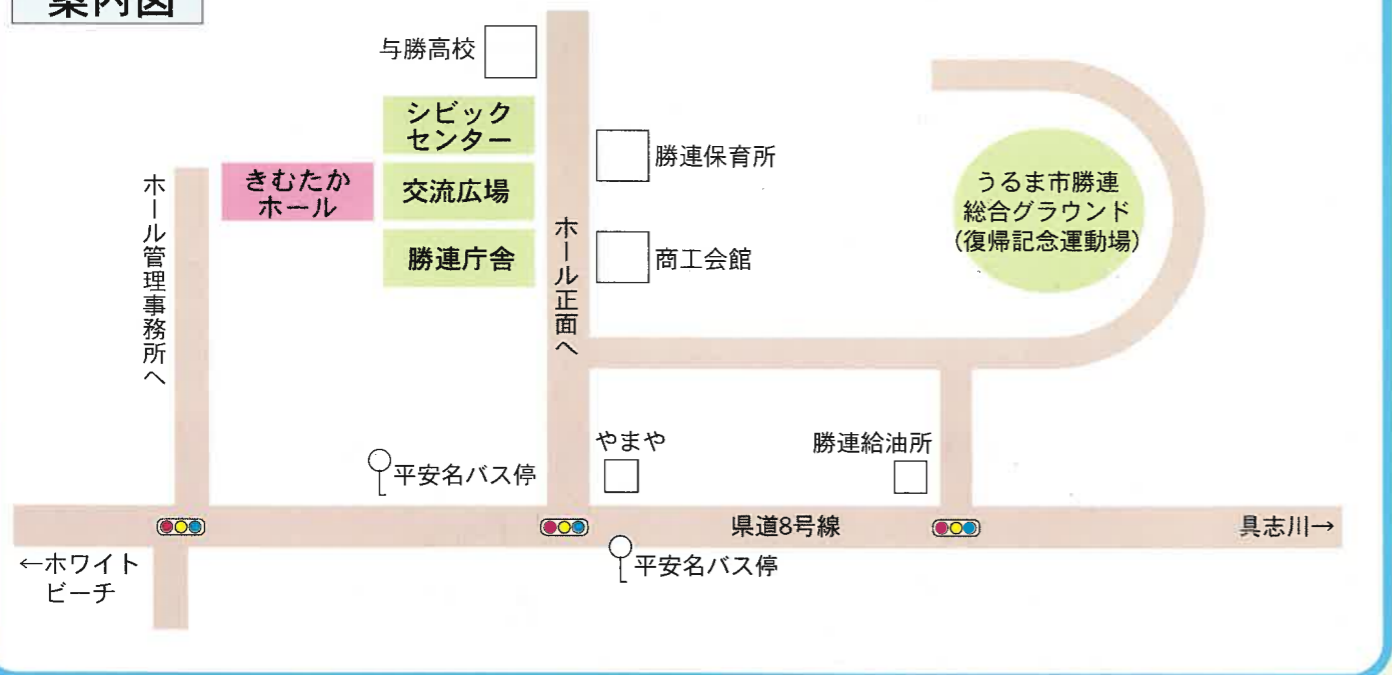 案内図
与勝高校
シビック
センター
勝連保育所
きむたか
ホール
交流広場
うるま市勝連
総合グラウンド
(復帰記念運動場)
ホール管理事務所へ
勝連庁舎
ホール正面へ
商工会館
やまや
勝連給油所
平安名バス停
県道8号線
具志川→
←ホワイト
ビーチ
平安名バス停